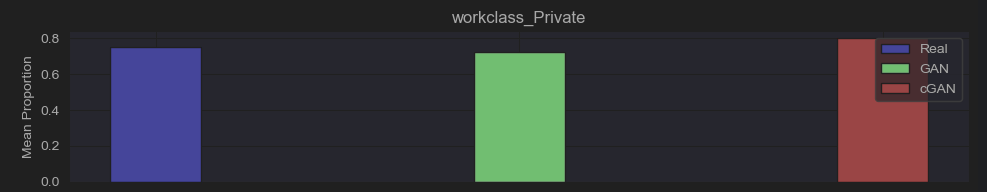 workclass_Private
Mean Proportion
0.8
0.6
0.4
0.2
0.0
Real
GAN
cGAN